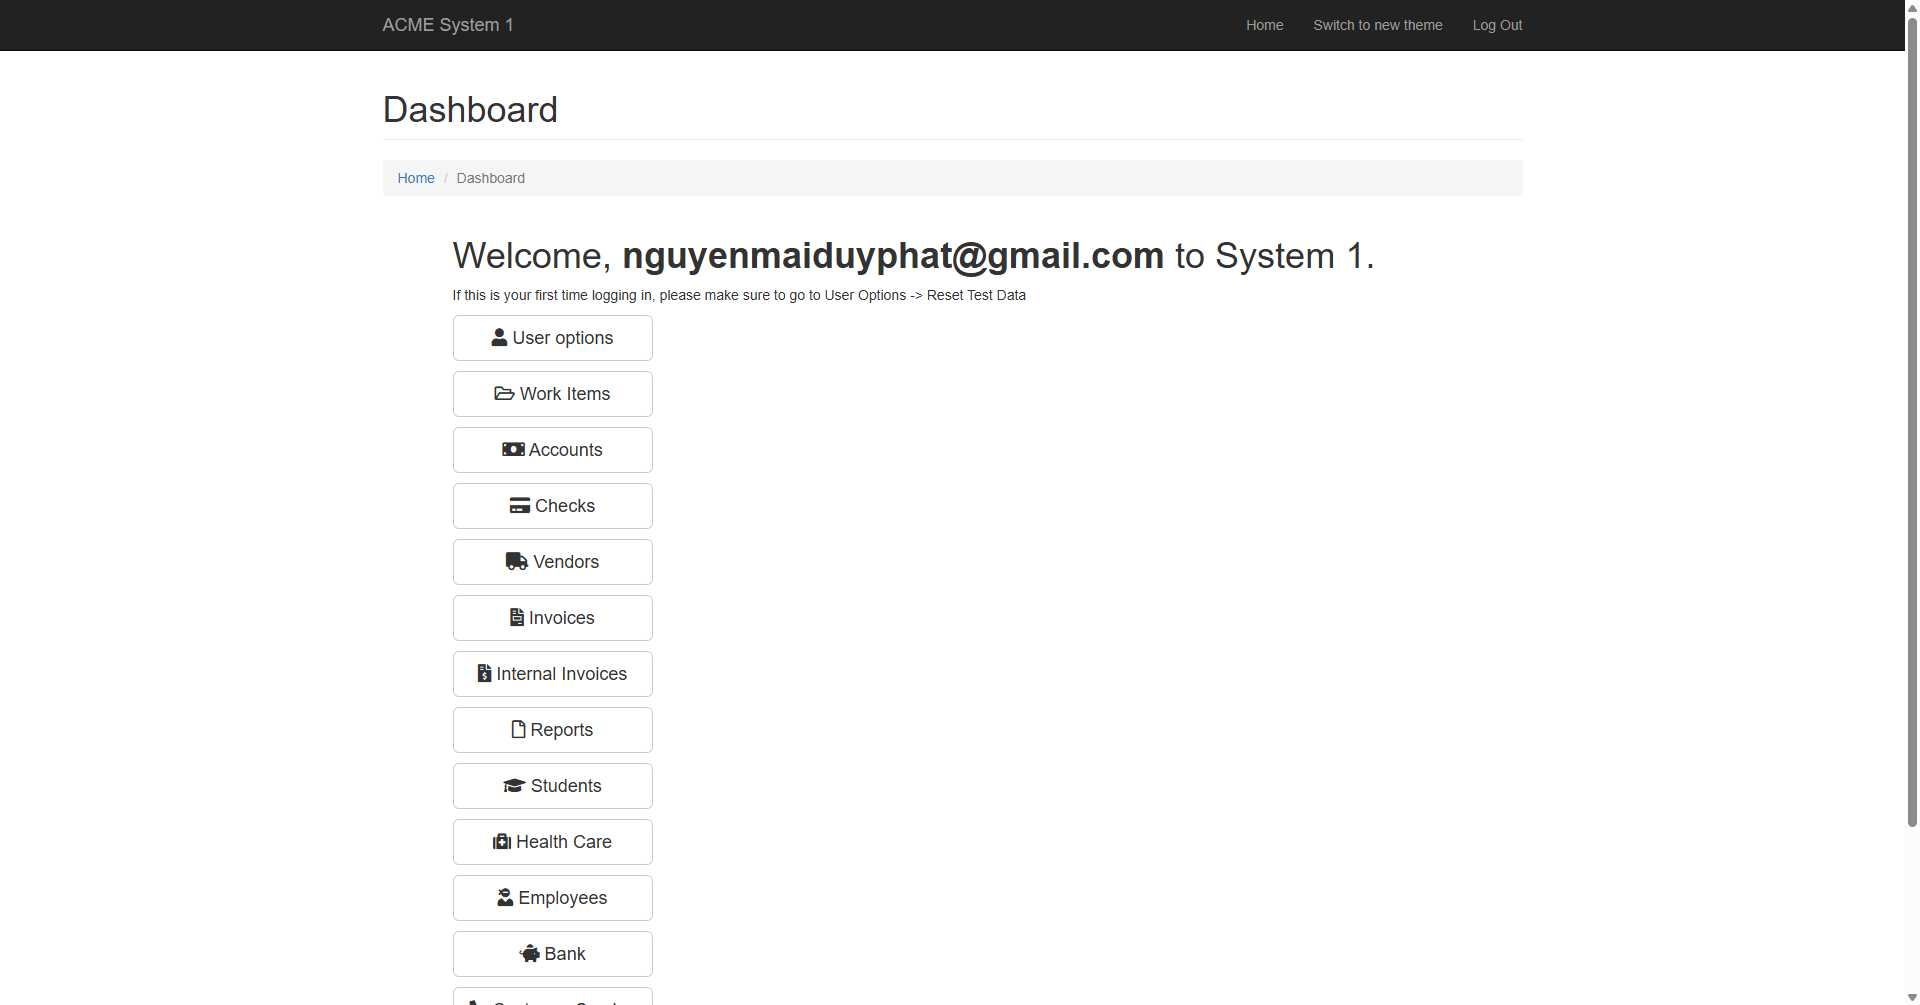 ACME System 1
Home
Switch to new theme
Log Out
Dashboard
Home / Dashboard
Welcome, nguyenmaiduyphat@gmail.com to System 1.
If this is your first time logging in, please make sure to go to User Options -> Reset Test Data
User options
Work Items
Accounts
Checks
Vendors
Invoices
Internal Invoices
Reports
Students
Health Care
Employees
Bank